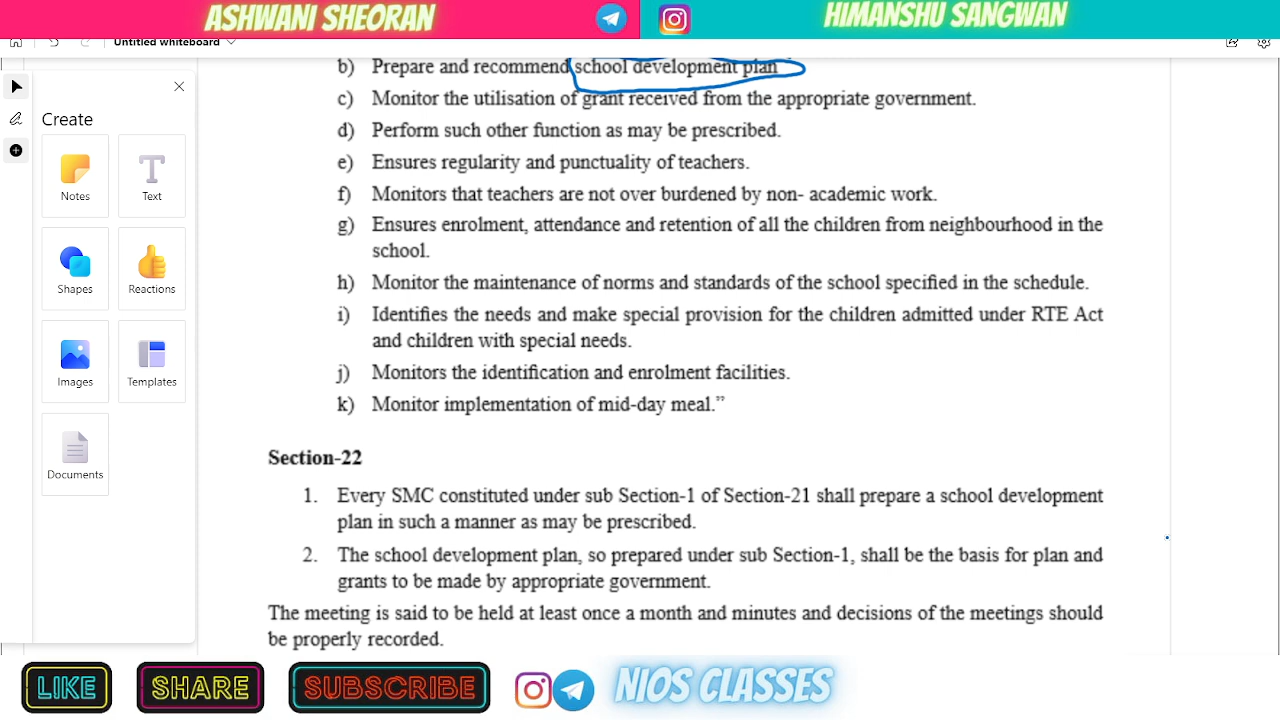 ASHWANI SHEORAN
HIMANSHU SANGWAN
Untitled whiteboard
Create
Notes
Text
Shapes
Reactions
Images
Templates
Documents
b) Prepare and recommend school development plan
c) Monitor the utilisation of grant received from the appropriate government.
d) Perform such other function as may be prescribed.
e) Ensures regularity and punctuality of teachers.
f) Monitors that teachers are not over burdened by non- academic work.
g) Ensures enrolment, attendance and retention of all the children from neighbourhood in the
school.
h) Monitor the maintenance of norms and standards of the school specified in the schedule.
i) Identifies the needs and make special provision for the children admitted under RTE Act
and children with special needs.
j) Monitors the identification and enrolment facilities.
k) Monitor implementation of mid-day meal.”
Section-22
1. Every SMC constituted under sub Section-1 of Section-21 shall prepare a school development
plan in such a manner as may be prescribed.
2. The school development plan, so prepared under sub Section-1, shall be the basis for plan and
grants to be made by appropriate government.
The meeting is said to be held at least once a month and minutes and decisions of the meetings should
be properly recorded.
LIKE
SHARE
SUBSCRIBE
NIOS CLASSES